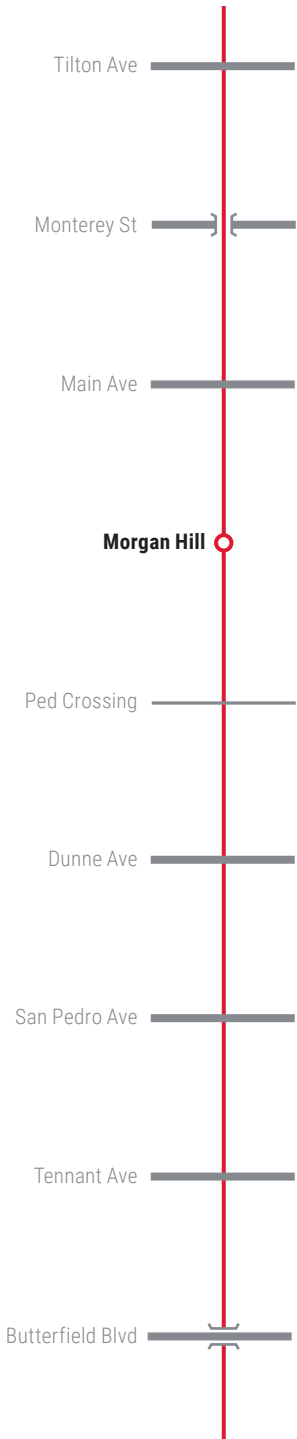 Tilton Ave
Monterey St
Main Ave
Morgan Hill
Ped Crossing
Dunne Ave
San Pedro Ave
Tennant Ave
Butterfield Blvd